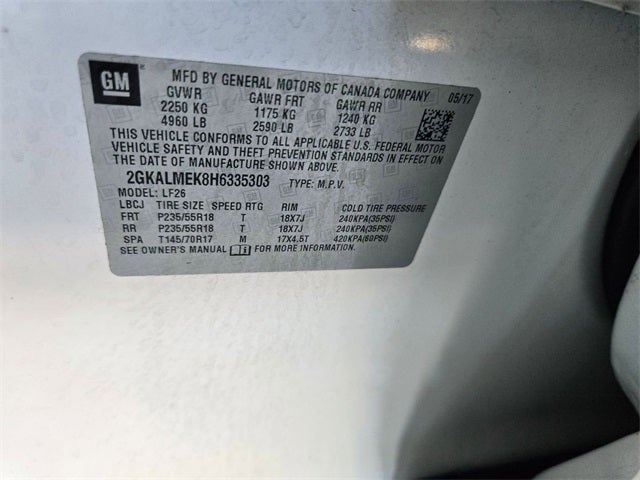 GM
MFD BY GENERAL MOTORS OF CANADA COMPANY 05/17
GVWR GAWR FRT GAWR RR
2250 KG 1175 KG 1240 KG
4960 LB 2590 LB 2733 LB
THIS VEHICLE CONFORMS TO ALL APPLICABLE U.S. FEDERAL MOTOR
VEHICLE SAFETY AND THEFT PREVENTION STANDARDS IN EFFECT
ON THE DATE OF MANUFACTURE SHOWN ABOVE.
2GKALMEK8H6335303 TYPE: M.P.V.
MODEL: LF26
LBCJ TIRE SIZE SPEED RTG RIM COLD TIRE PRESSURE
FRT P235/55R18 T 18X7J 240KPA(35PSI)
RR P235/55R18 T 18X7J 240KPA(35PSI)
SPA T145/70R17 M 17X4.5T 420KPA(60PSI)
SEE OWNER'S MANUAL FOR MORE INFORMATION.